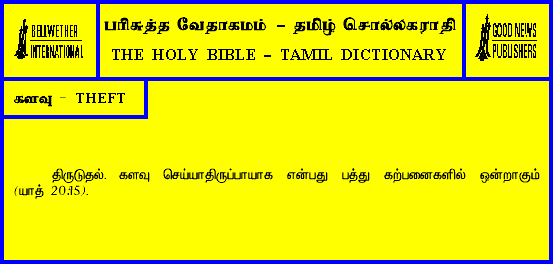 BELLWETHER
INTERNATIONAL
பரிசுத்த வேதாகமம் - தமிழ் சொல்லகராதி
THE HOLY BIBLE - TAMIL DICTIONARY
GOOD NEWS
PUBLISHERS
களவு - THEFT
திருடுதல். களவு செய்யாதிருப்பாயாக என்பது பத்து கற்பனைகளில் ஒன்றாகும்
(யாத் 20:15).